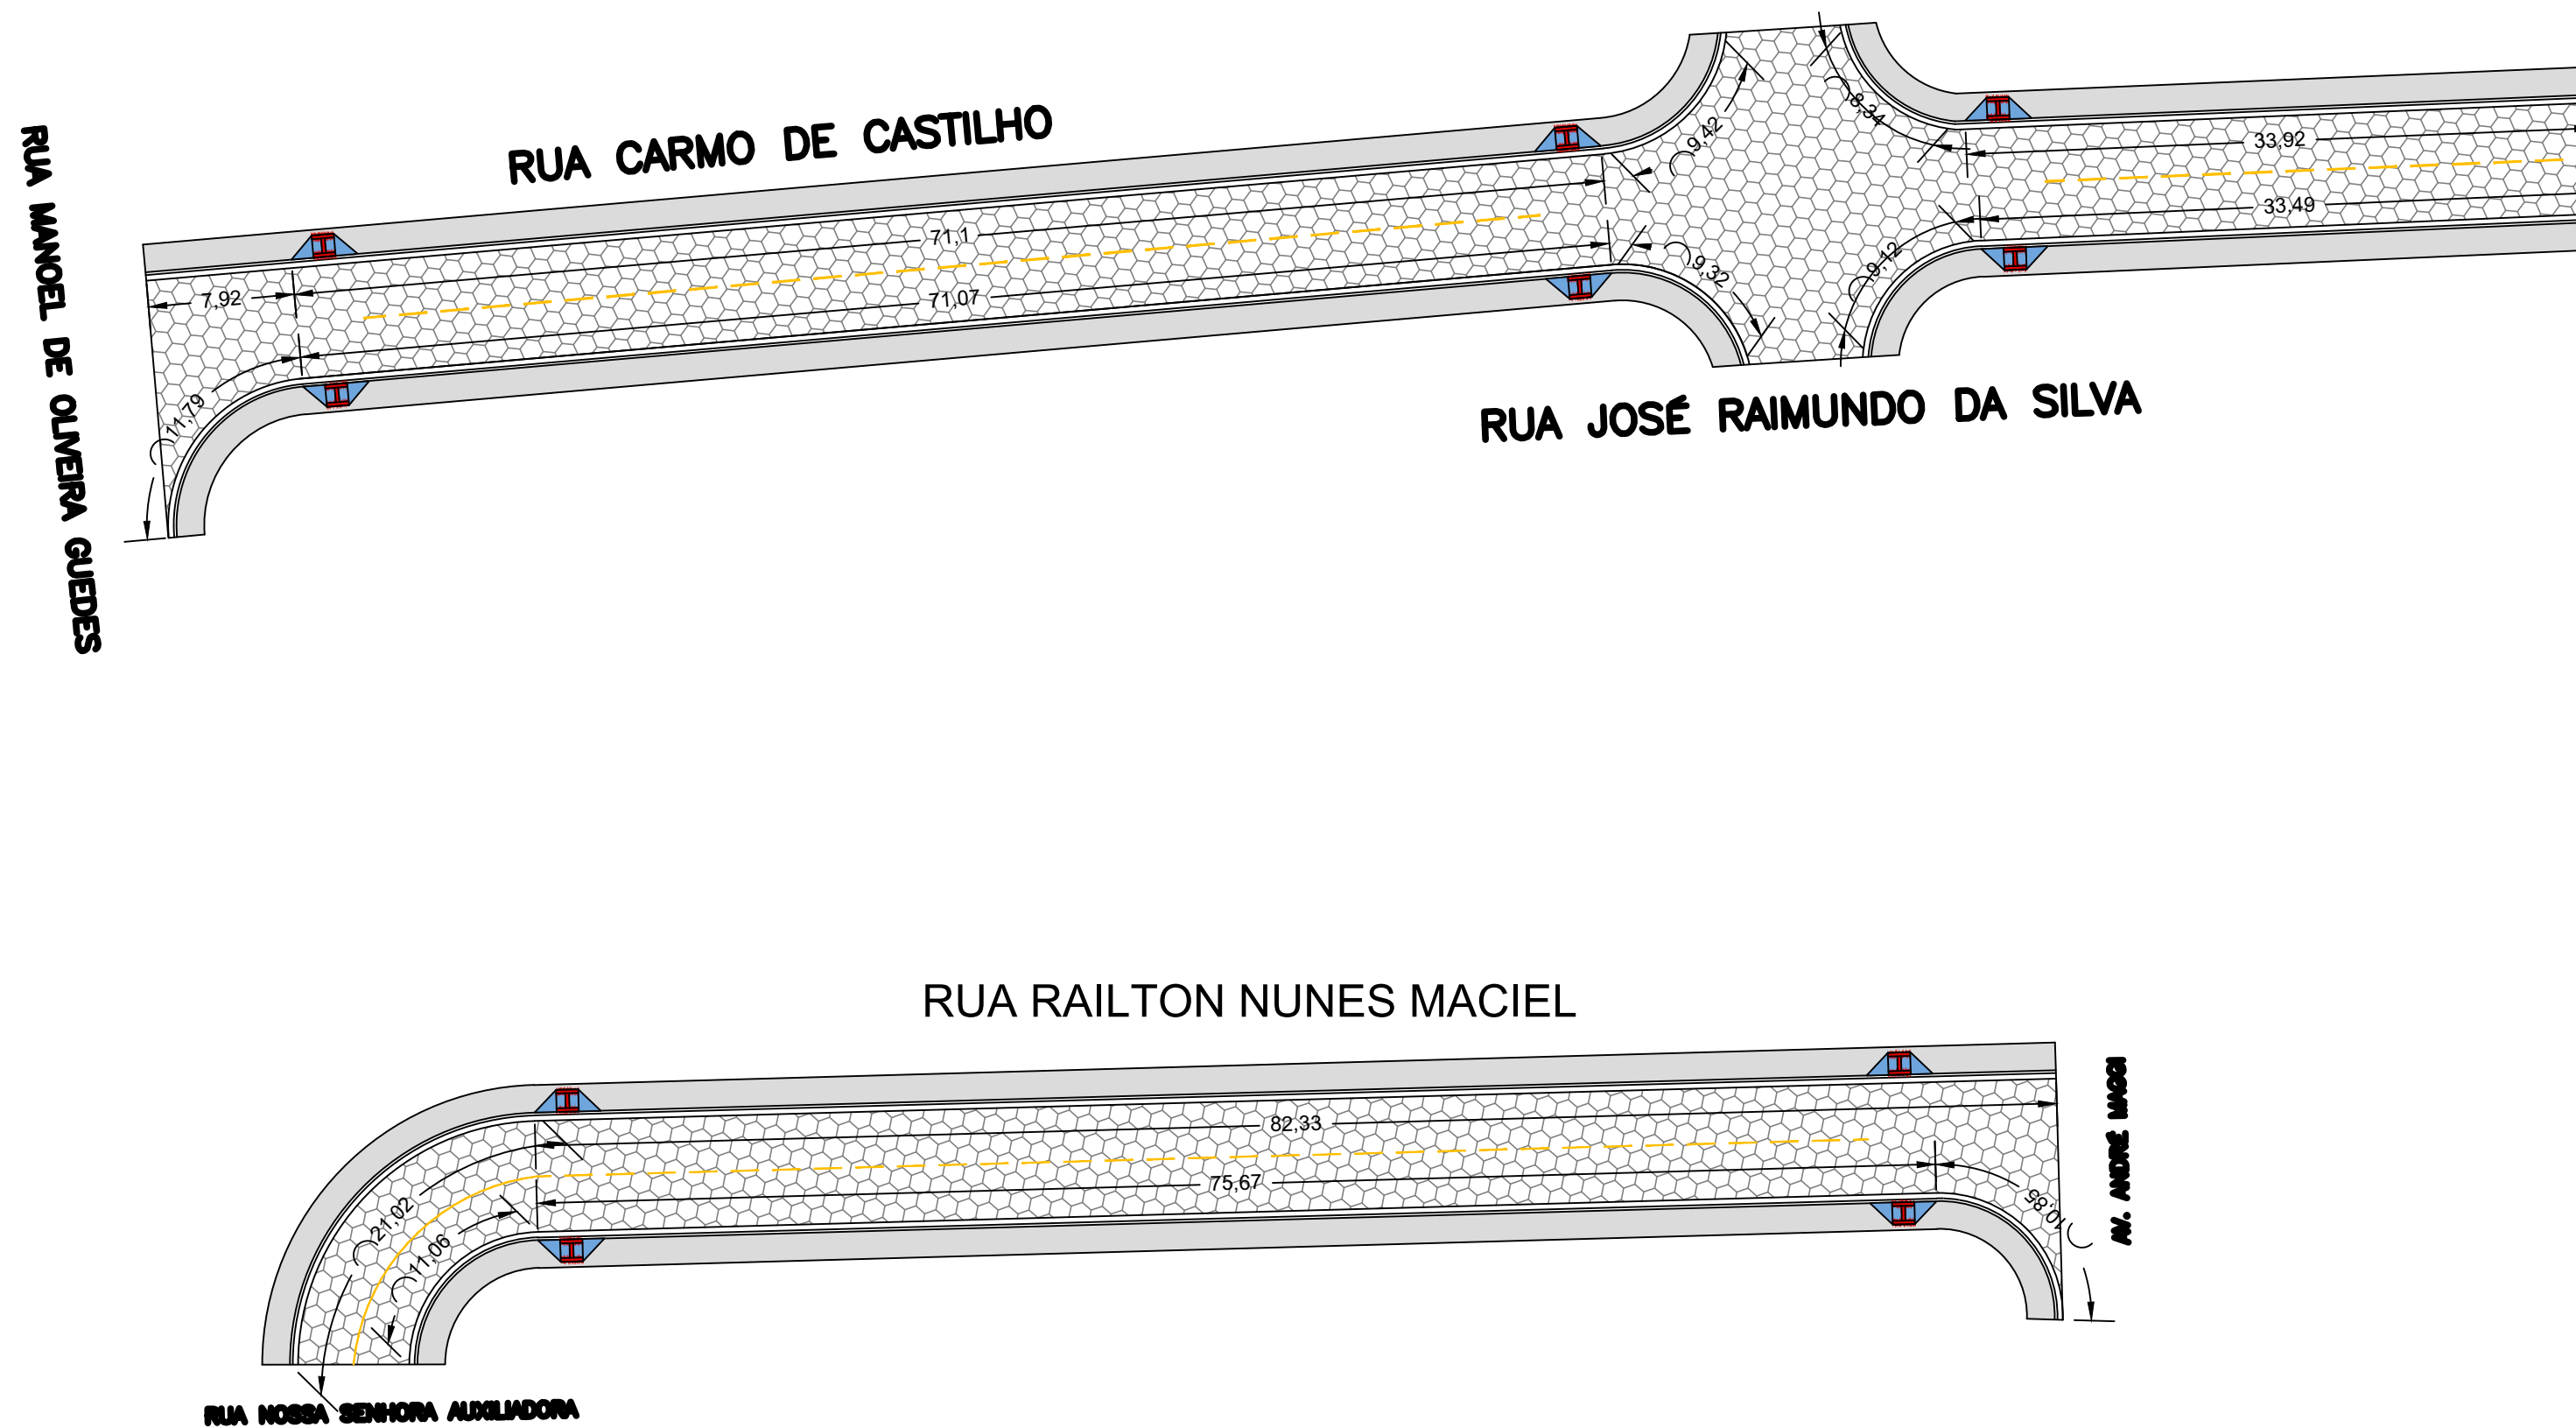 RUA CARMO DE CASTILHO
RUA MANOEL DE OLIVEIRA GUEDES
7,92
71,1
71,07
11,79
9,42
8,34
9,32
9,12
33,92
33,49
RUA JOSÉ RAIMUNDO DA SILVA
RUA RAILTON NUNES MACIEL
82,33
75,67
21,02
11,06
10,85
AV. ANDRÉ MAGGI
RUA NOSSA SENHORA AUXILIADORA